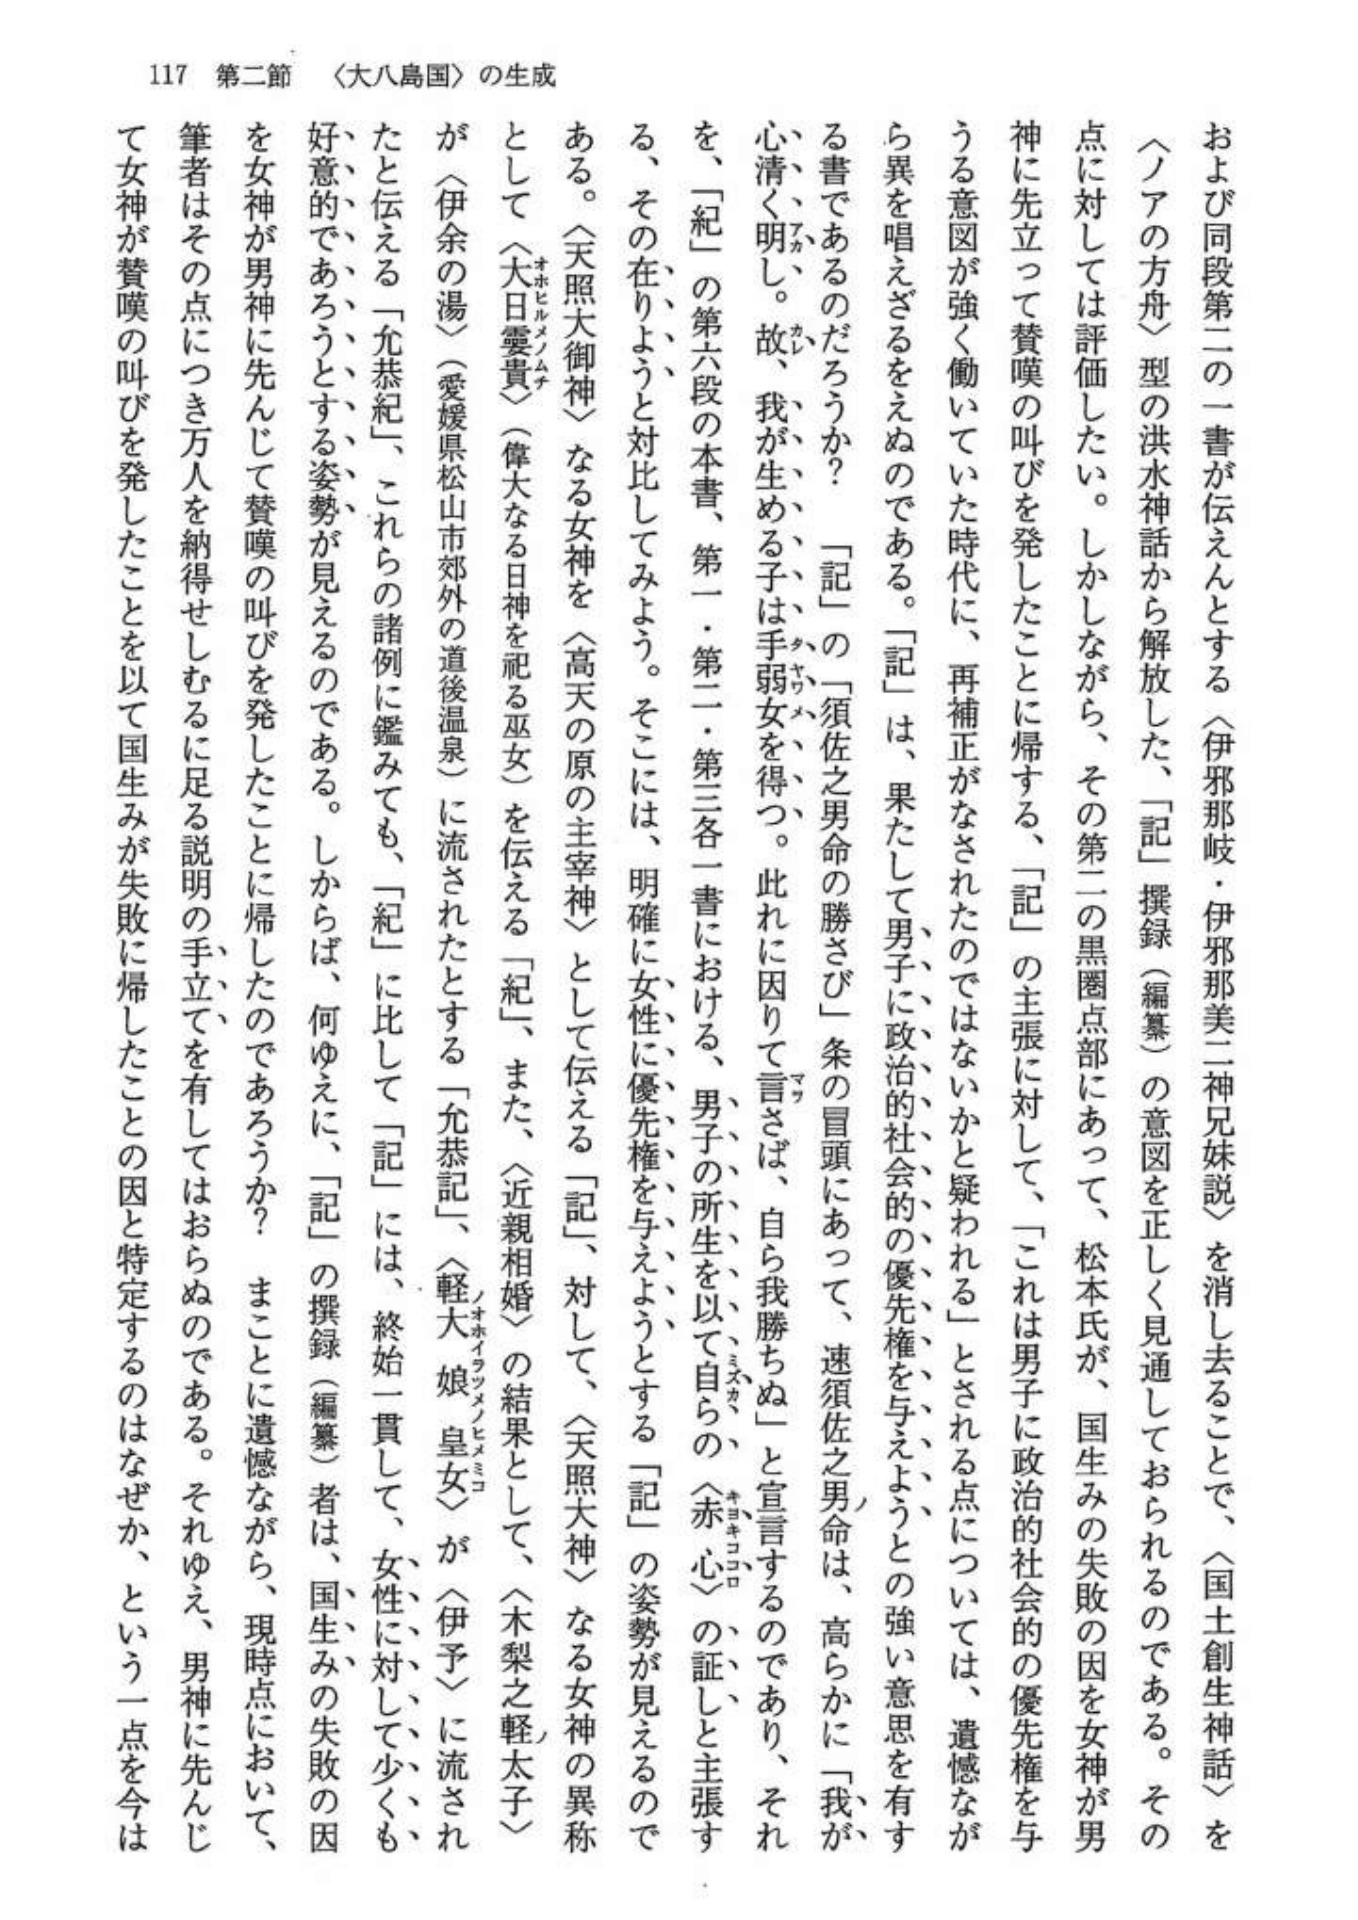 117　第二節　〈大八島国〉の生成
および同段第二の一書が伝えんとする〈伊邪那岐・伊邪那美二神兄妹説〉を消し去ることで、〈国土創生神話〉を
〈ノアの方舟〉型の洪水神話から解放した、「記」撰録（編纂）の意図を正しく見通しておられるのである。その
点に対しては評価したい。しかしながら、その第二の黒圏点部にあって、松本氏が、国生みの失敗の因を女神が男
神に先立って賛嘆の叫びを発したことに帰する、「記」の主張に対して、「これは男子に政治的社会的の優先権を与
うる意図が強く働いていた時代に、再補正がなされたのではないかと疑われる」とされる点については、遺憾なが
ら異を唱えざるをえぬのである。「記」は、果たして男子に政治的社会的の優先権を与えようとの強い意思を有す
る書であるのだろうか？　「記」の「須佐之男命の勝さび」条の冒頭にあって、速須佐之男ノ命は、高らかに「我が
心清く明アカし。故カレ、我が生める子は手弱女タヤワメを得つ。此れに因りて言マヲさば、自ら我勝ちぬ」と宣言するのであり、それ
を、「紀」の第六段の本書、第一・第二・第三各一書における、男子の所生を以て自ミズカらの〈赤心キヨキココロ〉の証しと主張す
る、その在りようと対比してみよう。そこには、明確に女性に優先権を与えようとする「記」の姿勢が見えるので
ある。〈天照大御神〉なる女神を〈高天の原の主宰神〉として伝える「記」、対して、〈天照大神〉なる女神の異称
として〈大日孁貴オホヒルメノムチ〉（偉大なる日神を祀る巫女）を伝える「紀」、また、〈近親相婚〉の結果として、〈木梨之軽ノ太子〉
が〈伊余の湯〉（愛媛県松山市郊外の道後温泉）に流されたとする「允恭記」、〈軽大娘皇女ノオホイラツメノヒメミコ〉が〈伊予〉に流され
たと伝える「允恭紀」、これらの諸例に鑑みても、「紀」に比して「記」には、終始一貫して、女性に対して少くも
好意的であろうとする姿勢が見えるのである。しからば、何ゆえに、「記」の撰録（編纂）者は、国生みの失敗の因
を女神が男神に先んじて賛嘆の叫びを発したことに帰したのであろうか？　まことに遺憾ながら、現時点において、
筆者はその点につき万人を納得せしむるに足る説明の手立てを有してはおらぬのである。それゆえ、男神に先んじ
て女神が賛嘆の叫びを発したことを以て国生みが失敗に帰したことの因と特定するのはなぜか、という一点を今は